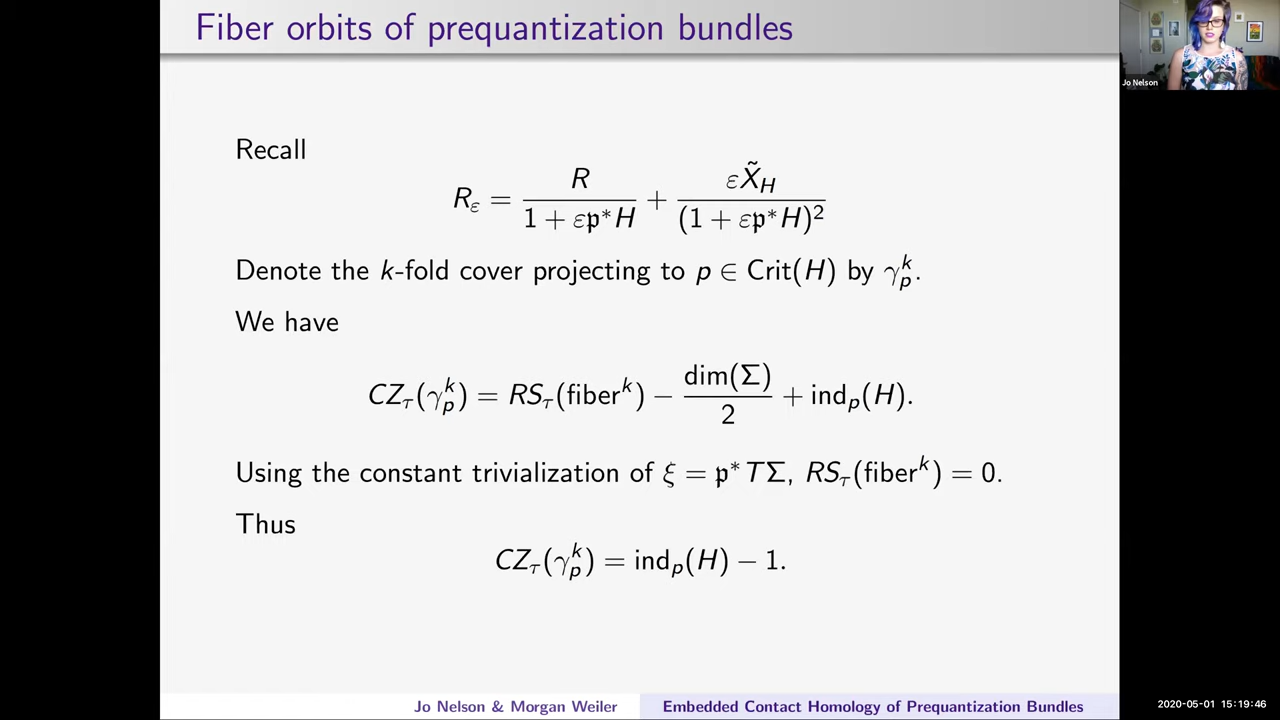 Fiber orbits of prequantization bundles
Jo Nelson
Recall
R_ε = R / (1 + ε𝔭*H) + εX̃_H / (1 + ε𝔭*H)²
Denote the k-fold cover projecting to p ∈ Crit(H) by γ_p^k.
We have
CZ_τ(γ_p^k) = RS_τ(fiber^k) − dim(Σ) / 2 + ind_p(H).
Using the constant trivialization of ξ = 𝔭*TΣ, RS_τ(fiber^k) = 0.
Thus
CZ_τ(γ_p^k) = ind_p(H) − 1.
Jo Nelson & Morgan Weiler
Embedded Contact Homology of Prequantization Bundles
2020-05-01 15:19:46